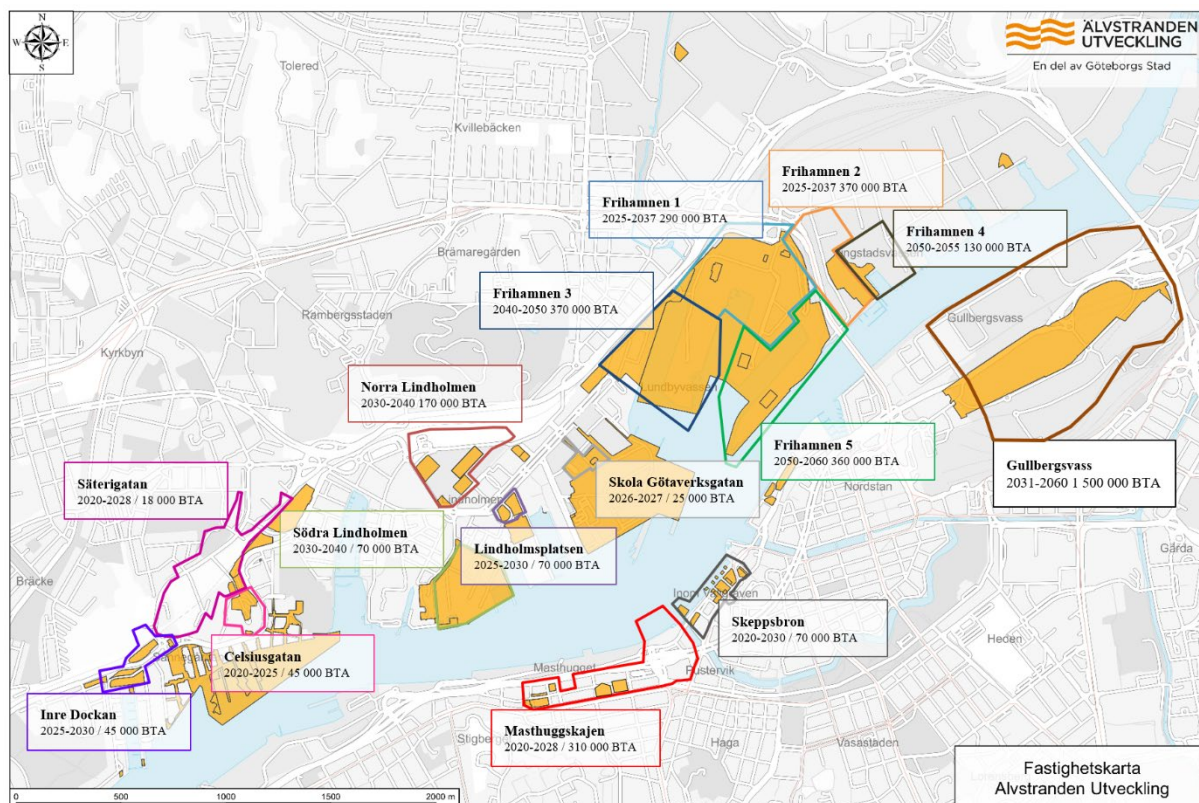 N
W
E
S
ÄLVSTRANDEN
UTVECKLING
En del av Göteborgs Stad
Tolered
Kvillebäcken
Frihamnen 2
2025-2037 370 000 BTA
Frihamnen 1
2025-2037 290 000 BTA
Frihamnen 4
2050-2055 130 000 BTA
Brämaregården
Frihamnen 3
2040-2050 370 000 BTA
Rambergsstaden
Gullbergsvass
Kyrkbyn
Norra Lindholmen
2030-2040 170 000 BTA
Lundbyvassen
Frihamnen 5
2050-2060 360 000 BTA
Gullbergsvass
2031-2060 1 500 000 BTA
Säterigatan
2020-2028 / 18 000 BTA
Skola Götaverksgatan
2026-2027 / 25 000 BTA
Nordstan
Södra Lindholmen
2030-2040 / 70 000 BTA
Lindholmsplatsen
2025-2030 / 70 000 BTA
Gårda
Bräcke
Skeppsbron
2020-2030 / 70 000 BTA
Heden
Celsiusgatan
2020-2025 / 45 000 BTA
Masthugget
Inre Dockan
2025-2030 / 45 000 BTA
Masthuggskajen
2020-2028 / 310 000 BTA
Haga
Vasastaden
Fastighetskarta
Alvstranden Utveckling
0
500
1000
1500
2000 m